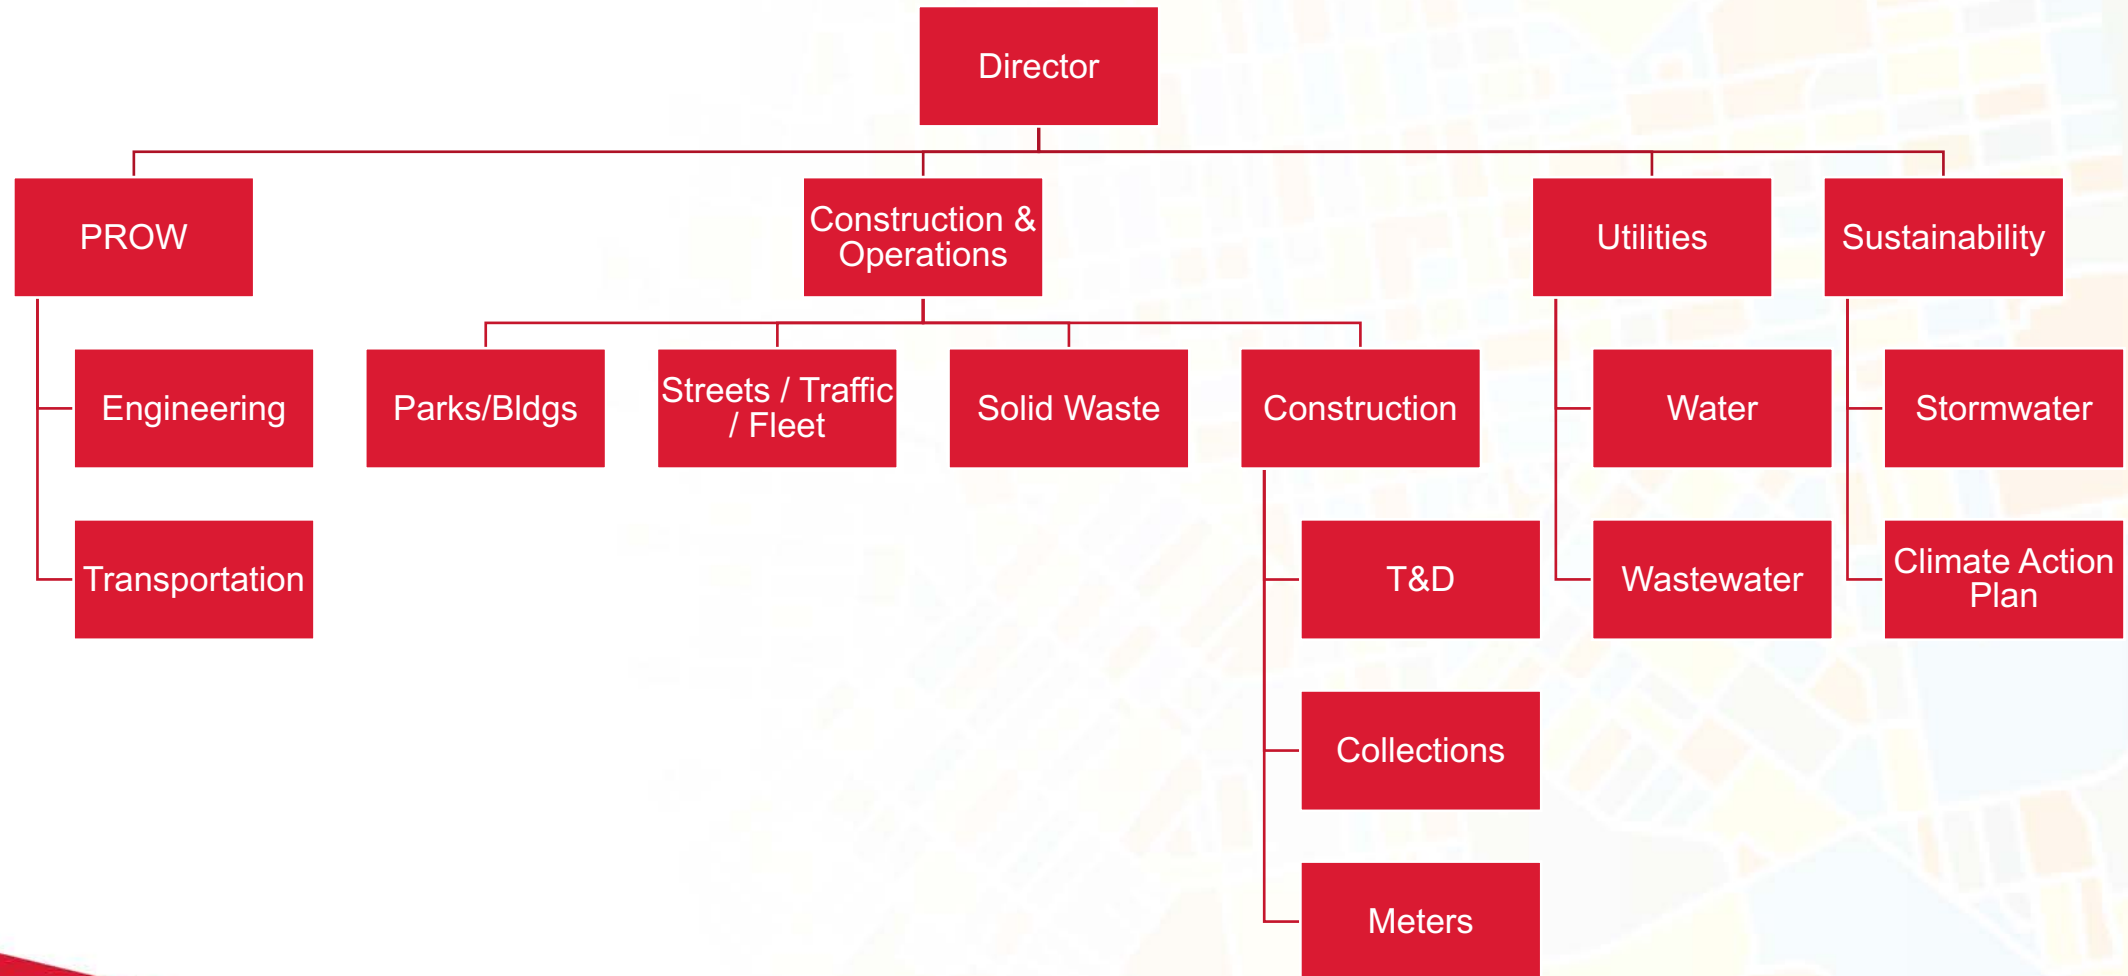 Director
PROW
Construction &
Operations
Utilities
Sustainability
Engineering
Parks/Bldgs
Streets / Traffic
/ Fleet
Solid Waste
Construction
Water
Stormwater
Transportation
T&D
Wastewater
Climate Action
Plan
Collections
Meters